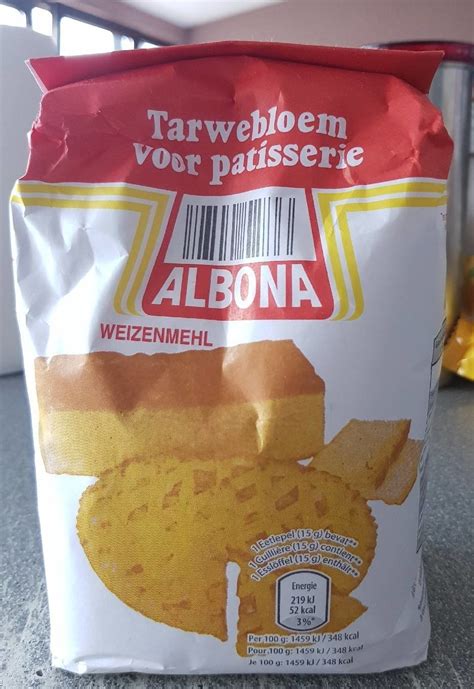 Tarwebloem
voor patisserie
ALBONA
WEIZENMEHL
1 Eetlepel (15 g) bevat**
1 Cuillière (15 g) contient**
1 Esslöffel (15 g) enthält**
Energie
219 kJ
52 kcal
3%*
Per 100 g: 1459 kJ / 348 kcal
Pour 100 g: 1459 kJ / 348 kcal
Je 100 g: 1459 kJ / 348 kcal